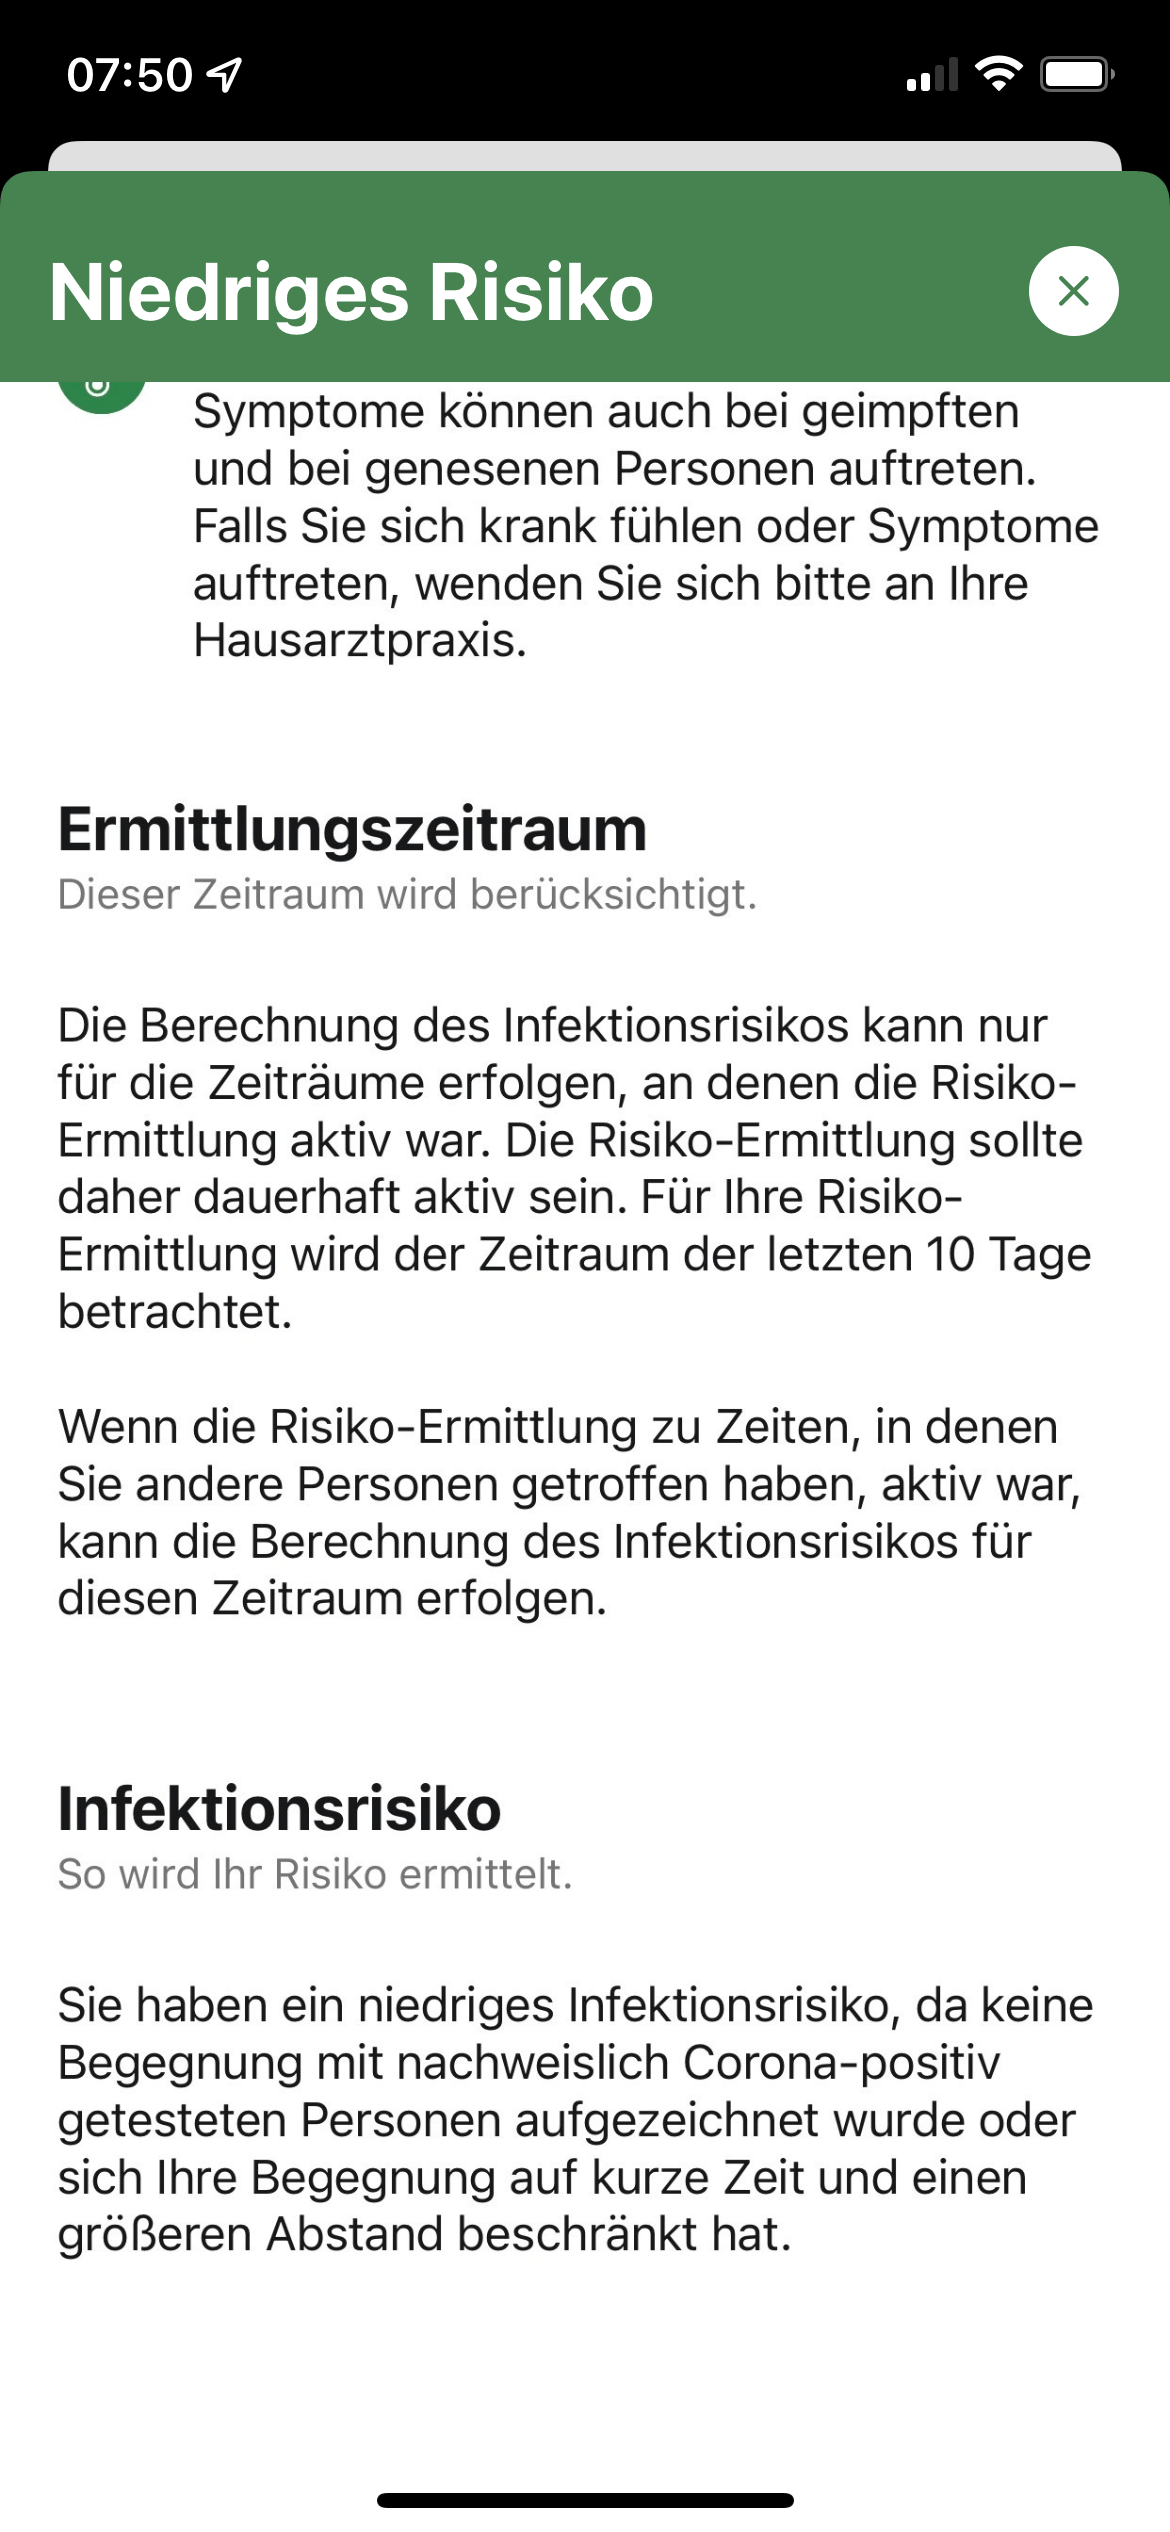 07:50
Niedriges Risiko
Symptome können auch bei geimpften
und bei genesenen Personen auftreten.
Falls Sie sich krank fühlen oder Symptome
auftreten, wenden Sie sich bitte an Ihre
Hausarztpraxis.
Ermittlungszeitraum
Dieser Zeitraum wird berücksichtigt.
Die Berechnung des Infektionsrisikos kann nur
für die Zeiträume erfolgen, an denen die Risiko-
Ermittlung aktiv war. Die Risiko-Ermittlung sollte
daher dauerhaft aktiv sein. Für Ihre Risiko-
Ermittlung wird der Zeitraum der letzten 10 Tage
betrachtet.
Wenn die Risiko-Ermittlung zu Zeiten, in denen
Sie andere Personen getroffen haben, aktiv war,
kann die Berechnung des Infektionsrisikos für
diesen Zeitraum erfolgen.
Infektionsrisiko
So wird Ihr Risiko ermittelt.
Sie haben ein niedriges Infektionsrisiko, da keine
Begegnung mit nachweislich Corona-positiv
getesteten Personen aufgezeichnet wurde oder
sich Ihre Begegnung auf kurze Zeit und einen
größeren Abstand beschränkt hat.